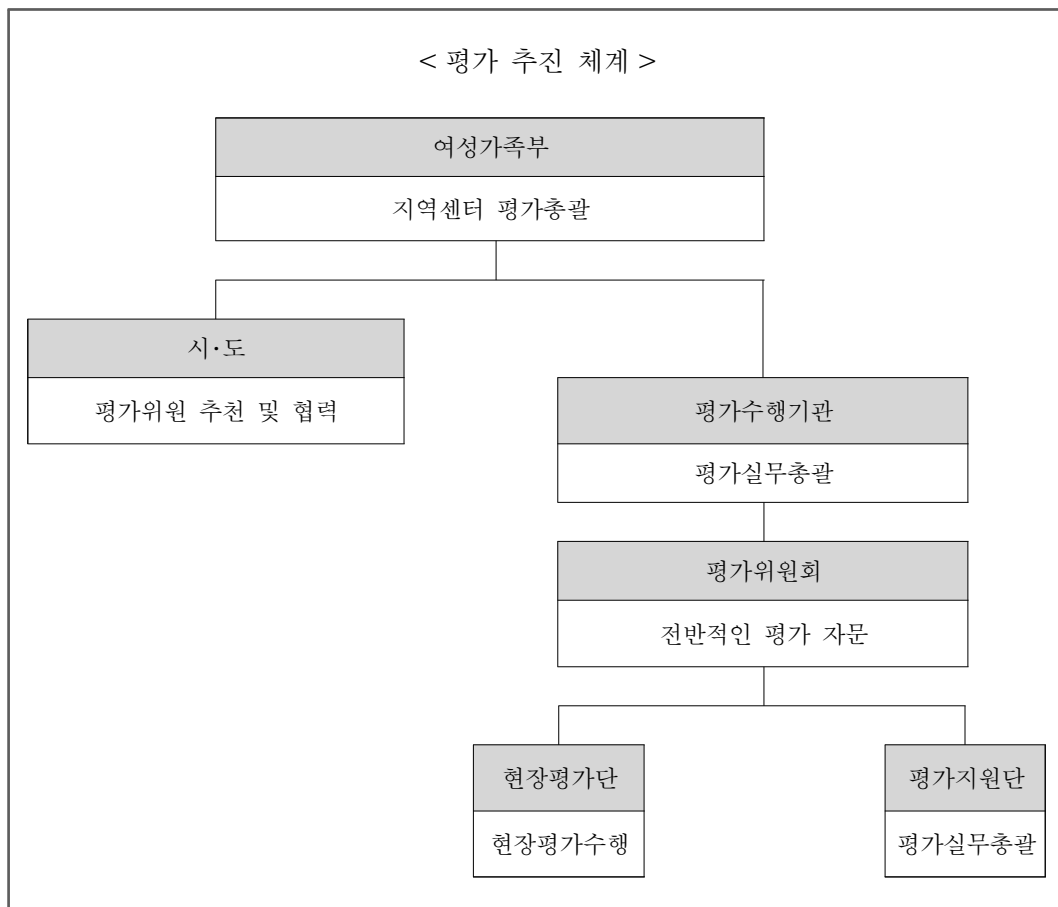 < 평가 추진 체계 >
여성가족부
지역센터 평가총괄
시·도
평가위원 추천 및 협력
평가수행기관
평가실무총괄
평가위원회
전반적인 평가 자문
현장평가단
현장평가수행
평가지원단
평가실무총괄